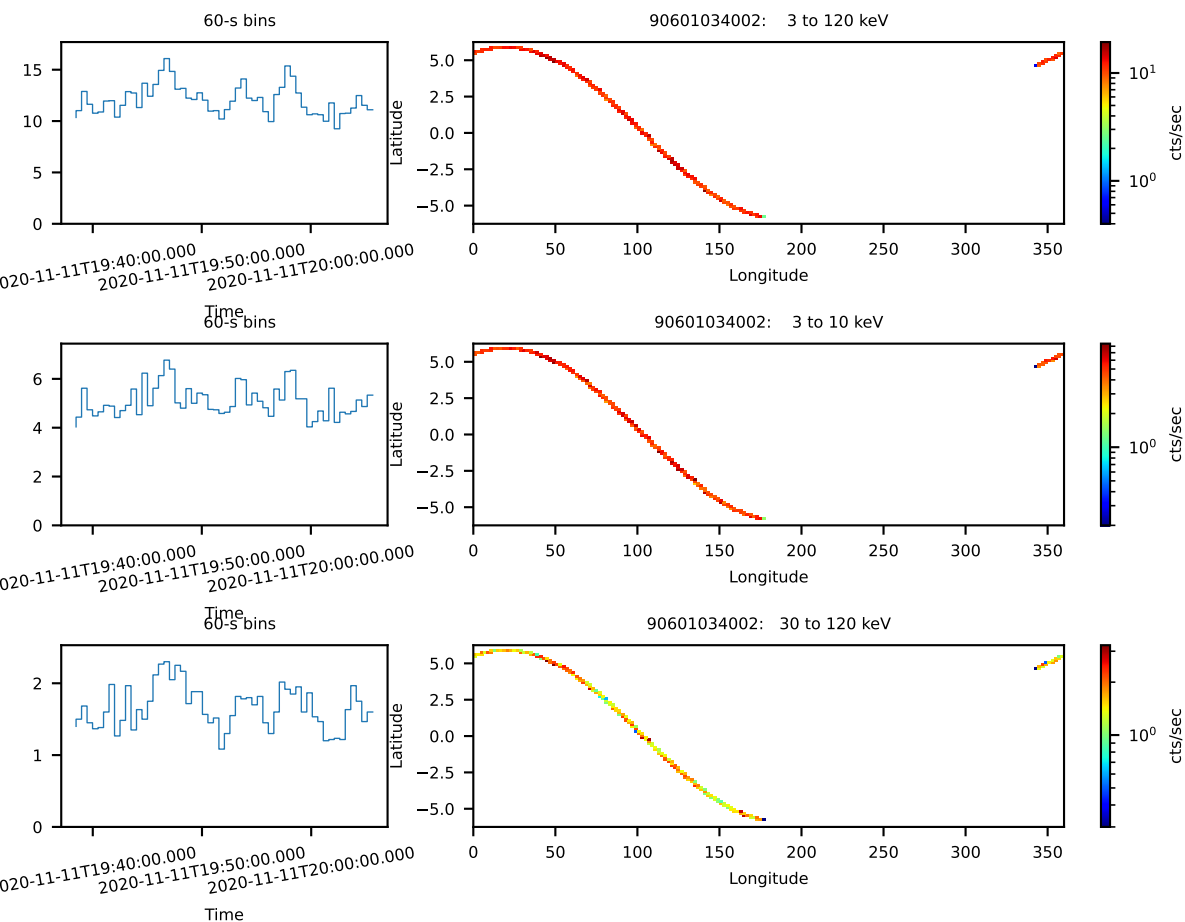 60-s bins
90601034002: 3 to 120 keV
15
10
5
0
Latitude
5.0
2.5
0.0
−2.5
−5.0
0 50 100 150 200 250 300 350
Longitude
10¹
10⁰
cts/sec
020-11-11T19:40:00.000
2020-11-11T19:50:00.000
2020-11-11T20:00:00.000
Time
60-s bins
90601034002: 3 to 10 keV
6
4
2
0
Latitude
5.0
2.5
0.0
−2.5
−5.0
0 50 100 150 200 250 300 350
Longitude
10⁰
cts/sec
020-11-11T19:40:00.000
2020-11-11T19:50:00.000
2020-11-11T20:00:00.000
Time
60-s bins
90601034002: 30 to 120 keV
2
1
0
Latitude
5.0
2.5
0.0
−2.5
−5.0
0 50 100 150 200 250 300 350
Longitude
10⁰
cts/sec
020-11-11T19:40:00.000
2020-11-11T19:50:00.000
2020-11-11T20:00:00.000
Time